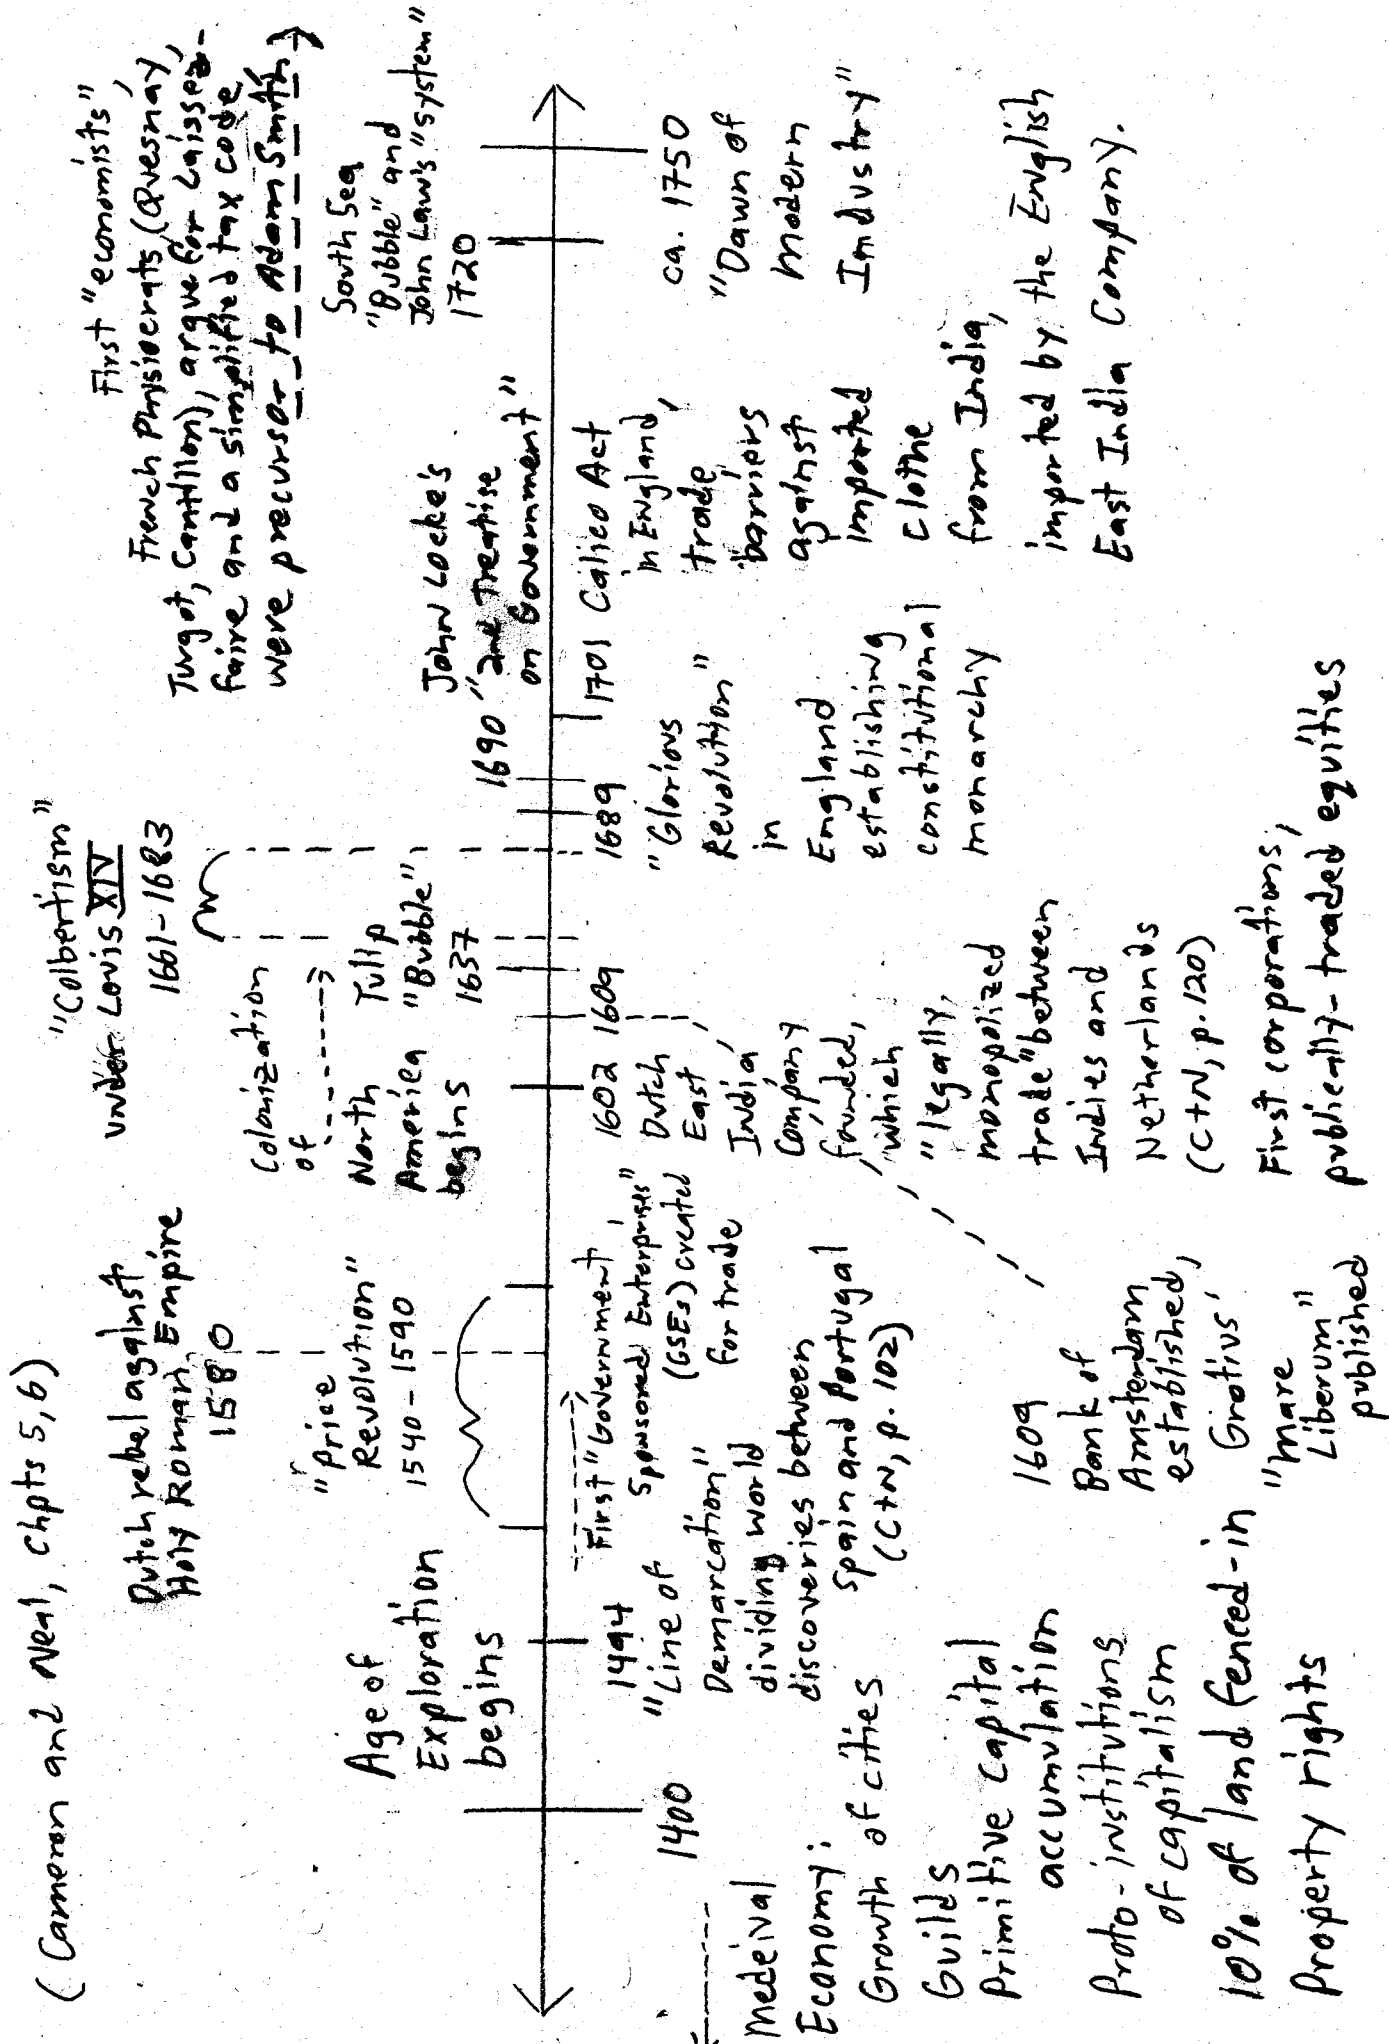 (Cameron and Neal, Chpts 5,6)
Dutch rebel against
Holy Roman Empire
1580
"Price
Revolution"
1540-1590
Age of
Exploration
begins
"Colbertism"
under Louis XIV
1661-1683
Colonization
of
North
America
begins
Tulip
"Bubble"
1637
First "economists"
French Physiocrats (Quesnay,
Turgot, Cantillon), argue for Laissez-
faire and a simplified tax code
were precursor to Adam Smith
John Locke's
1690 "2nd Treatise
on Government"
South Sea
"Bubble" and
John Law's "system"
1720
1400
Medeival
Economy:
Growth of cities
Guilds
Primitive capital
accumulation
Proto-institutions
of capitalism
10% of land fenced-in
Property rights
1494
"Line of
Demarcation"
dividing world
discoveries between
Spain and Portugal
(C+N, p. 102)
First "Government
Sponsored Enterprises"
(GSEs) created
for trade
1602
Dutch
East
India
Company
founded,
which
"legally
monopolized
trade" between
Indies and
Netherlands
(C+N, p. 120)
First corporations,
publically-traded equities
1609
1609
Bank of
Amsterdam
established,
Grotius'
"Mare
Liberum"
published
1689
"Glorious
Revolution"
in
England
establishing
constitutional
monarchy
1701 Calico Act
in England,
trade
barriers
against
imported
clothe
from India,
imported by the English
East India Company.
ca. 1750
"Dawn of
Modern
Industry"